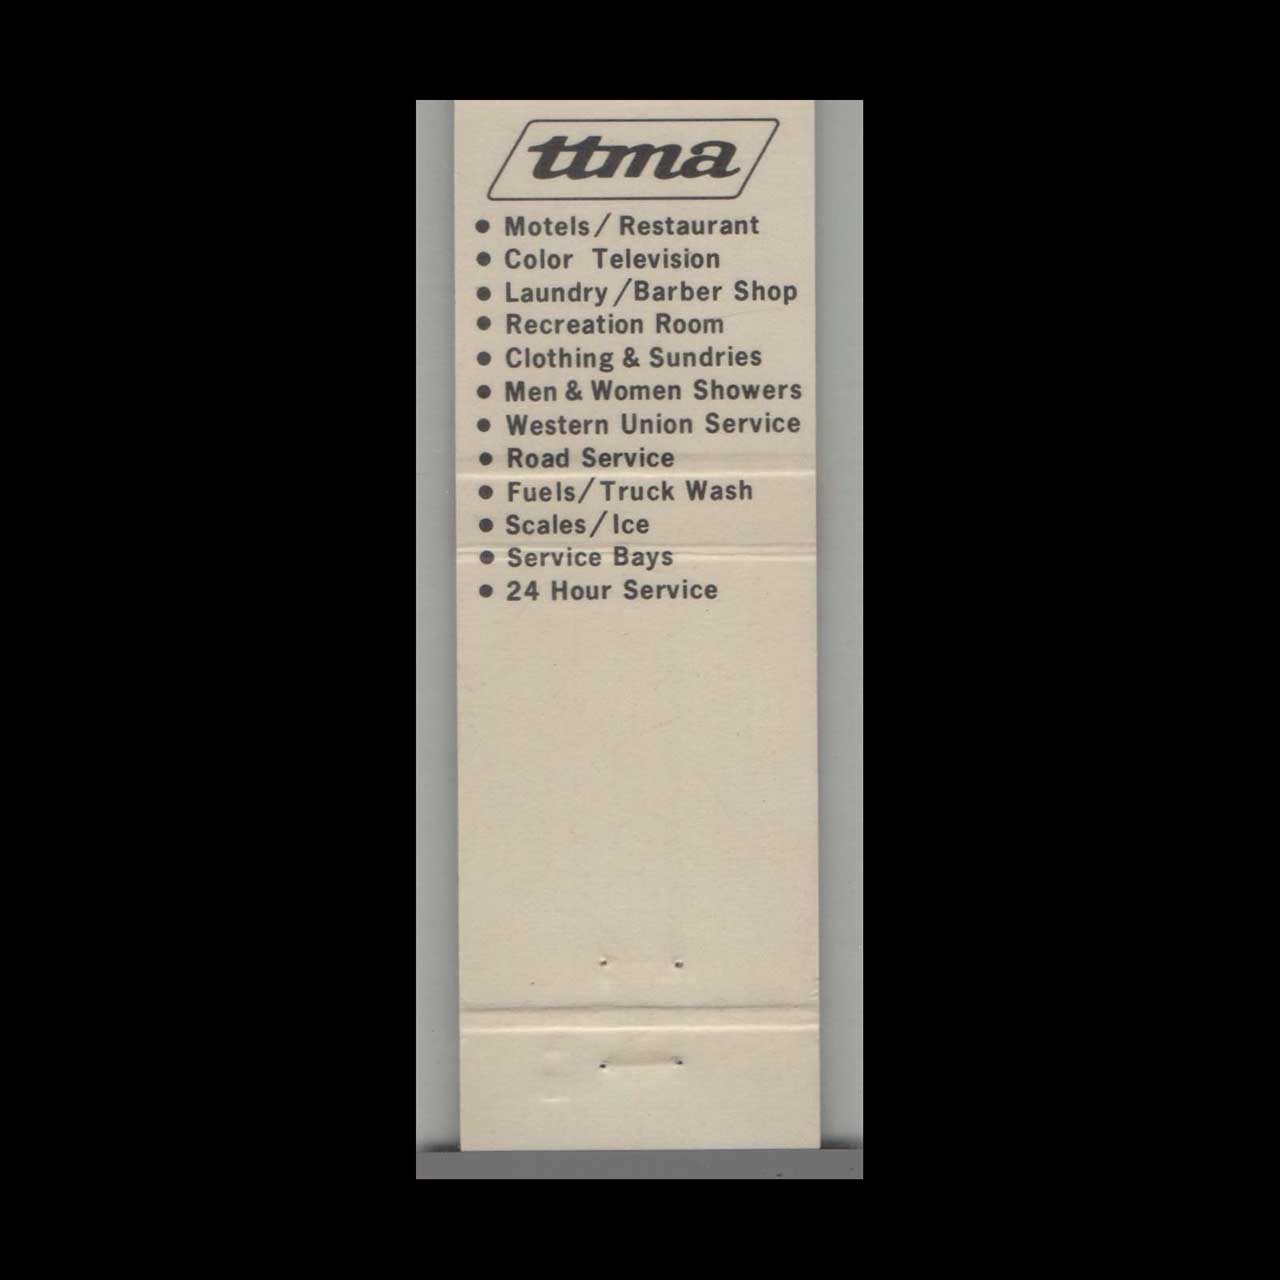 ttma
• Motels/Restaurant
• Color Television
• Laundry/Barber Shop
• Recreation Room
• Clothing & Sundries
• Men & Women Showers
• Western Union Service
• Road Service
• Fuels/Truck Wash
• Scales/Ice
• Service Bays
• 24 Hour Service